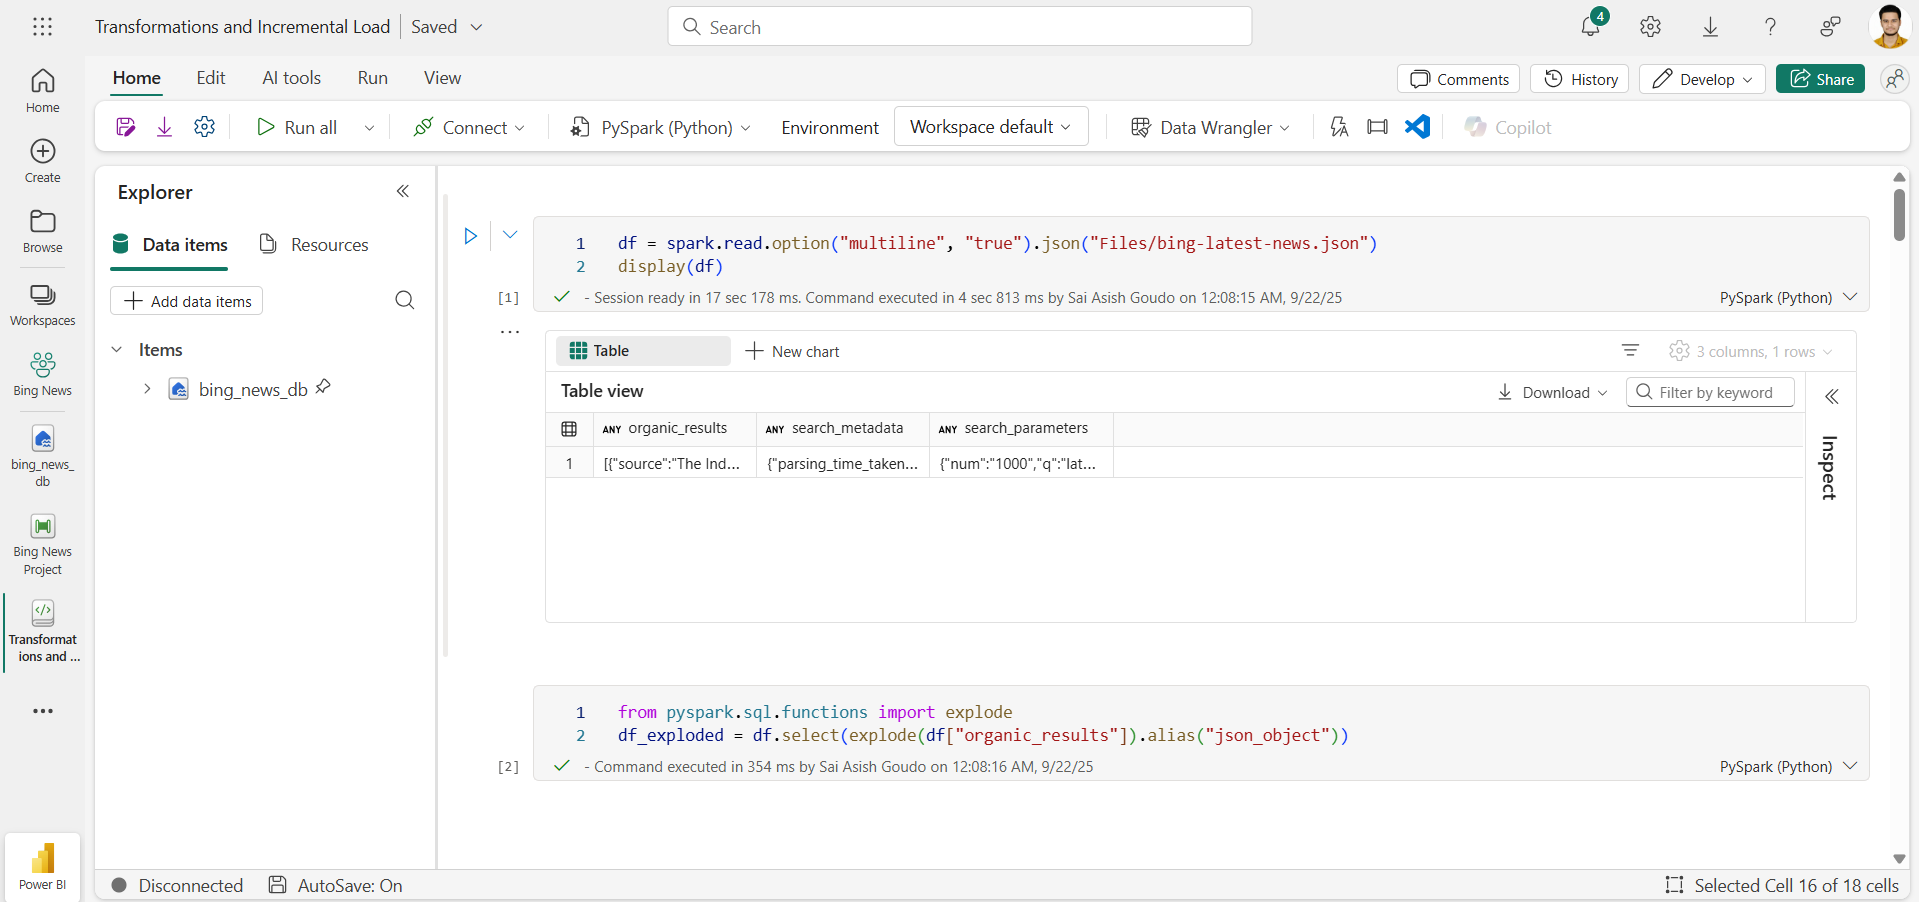 Transformations and Incremental Load
Saved
Search
4
Home
Edit
AI tools
Run
View
Comments
History
Develop
Share
Run all
Connect
PySpark (Python)
Environment
Workspace default
Data Wrangler
Copilot
Home
Create
Browse
Workspaces
Bing News
bing_news_
db
Bing News
Project
Transformat
ions and ...
Power BI
Explorer
Data items
Resources
Add data items
Items
bing_news_db
1 df = spark.read.option("multiline", "true").json("Files/bing-latest-news.json")
2 display(df)
[1] - Session ready in 17 sec 178 ms. Command executed in 4 sec 813 ms by Sai Asish Goudo on 12:08:15 AM, 9/22/25
PySpark (Python)
Table
New chart
3 columns, 1 rows
Table view
Download
Filter by keyword
Inspect
ANY organic_results
ANY search_metadata
ANY search_parameters
1 [{"source":"The Ind... {"parsing_time_taken... {"num":"1000","q":"lat...
1 from pyspark.sql.functions import explode
2 df_exploded = df.select(explode(df["organic_results"]).alias("json_object"))
[2] - Command executed in 354 ms by Sai Asish Goudo on 12:08:16 AM, 9/22/25
PySpark (Python)
Disconnected
AutoSave: On
Selected Cell 16 of 18 cells